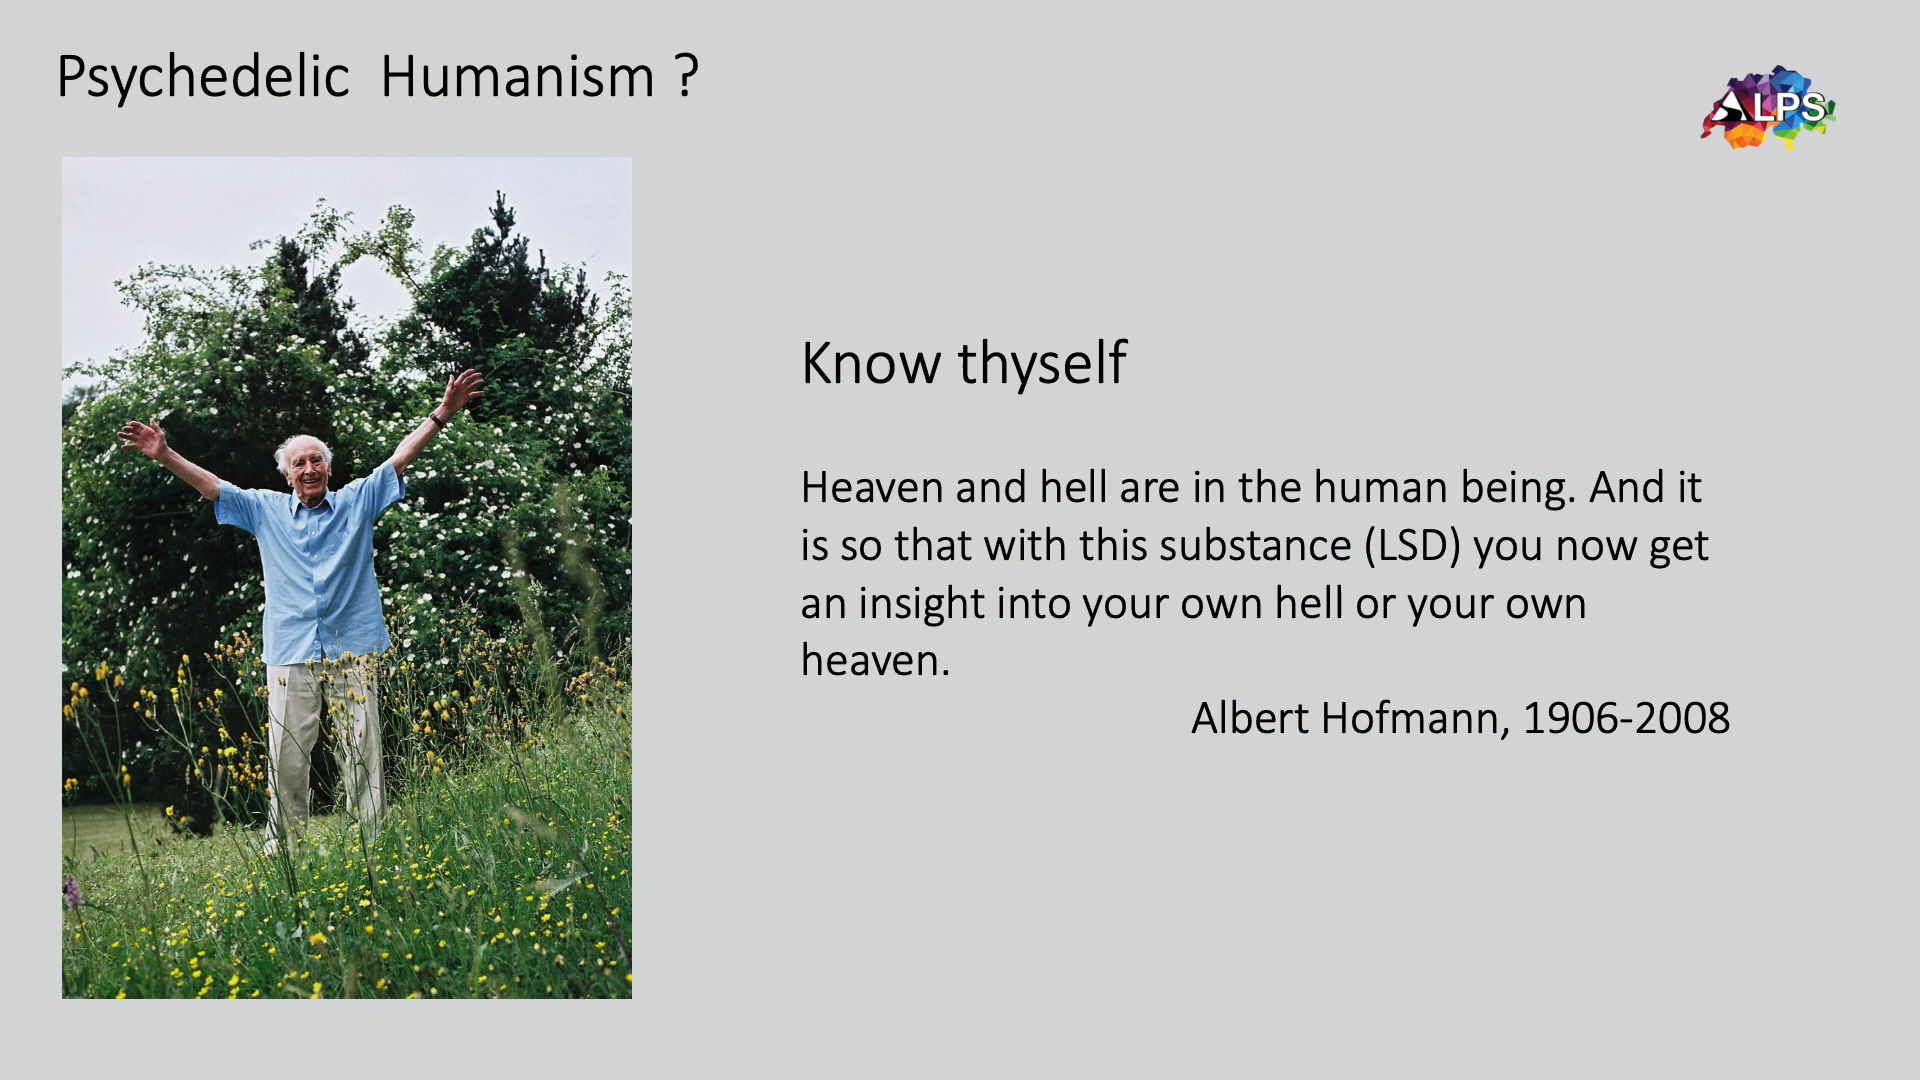 Psychedelic Humanism ?
ALPS
Know thyself
Heaven and hell are in the human being. And it
is so that with this substance (LSD) you now get
an insight into your own hell or your own
heaven.
Albert Hofmann, 1906-2008